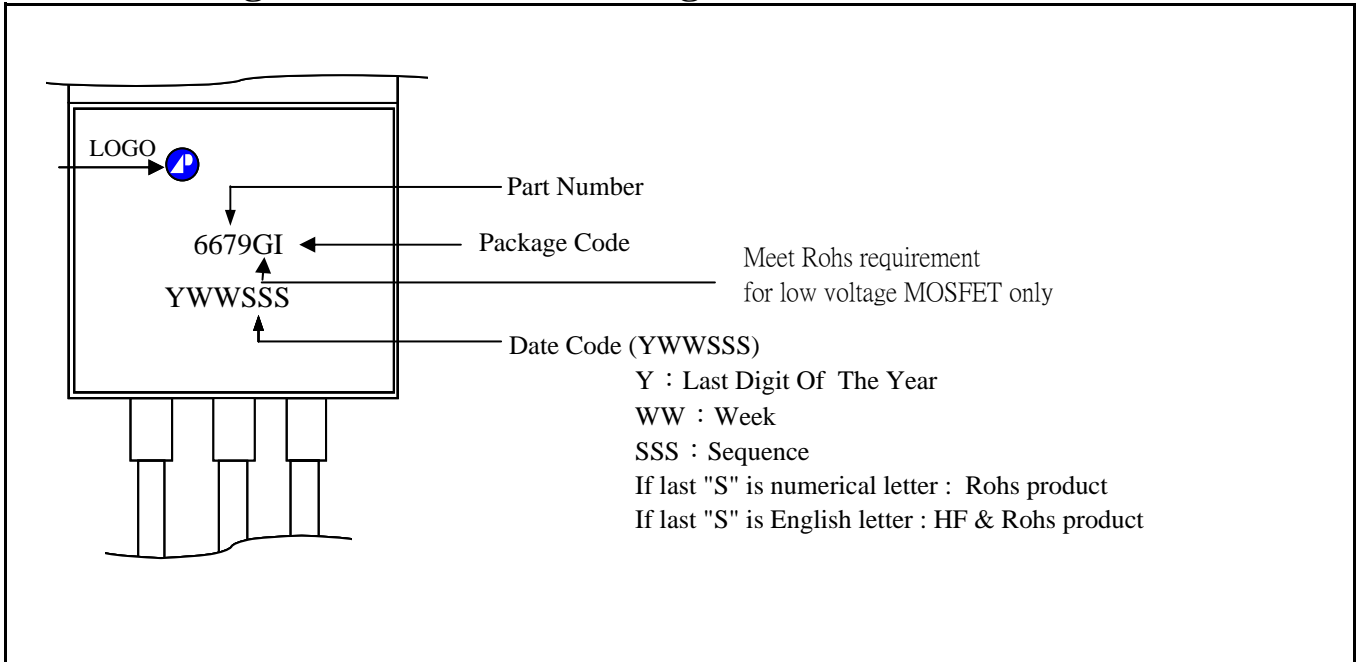 LOGO
Part Number
6679GI
Package Code
Meet Rohs requirement
for low voltage MOSFET only
YWWSSS
Date Code (YWWSSS)
Y：Last Digit Of The Year
WW：Week
SSS：Sequence
If last "S" is numerical letter : Rohs product
If last "S" is English letter : HF & Rohs product